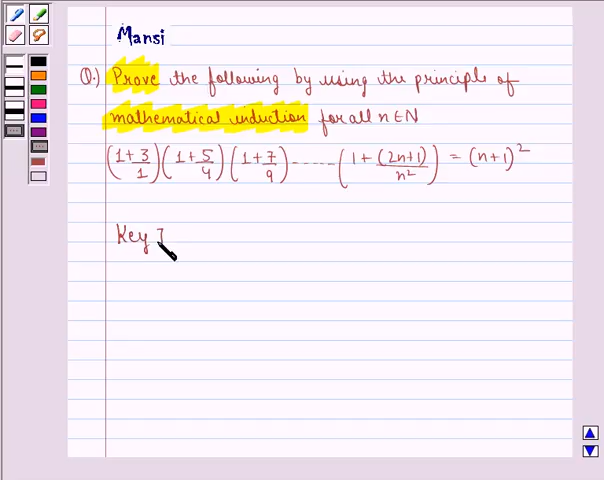 Mansi
Q.) Prove the following by using the principle of
mathematical induction for all n ∈ N
(1+3/1)(1+5/4)(1+7/9)------(1+(2n+1)/n²) = (n+1)²
Key I